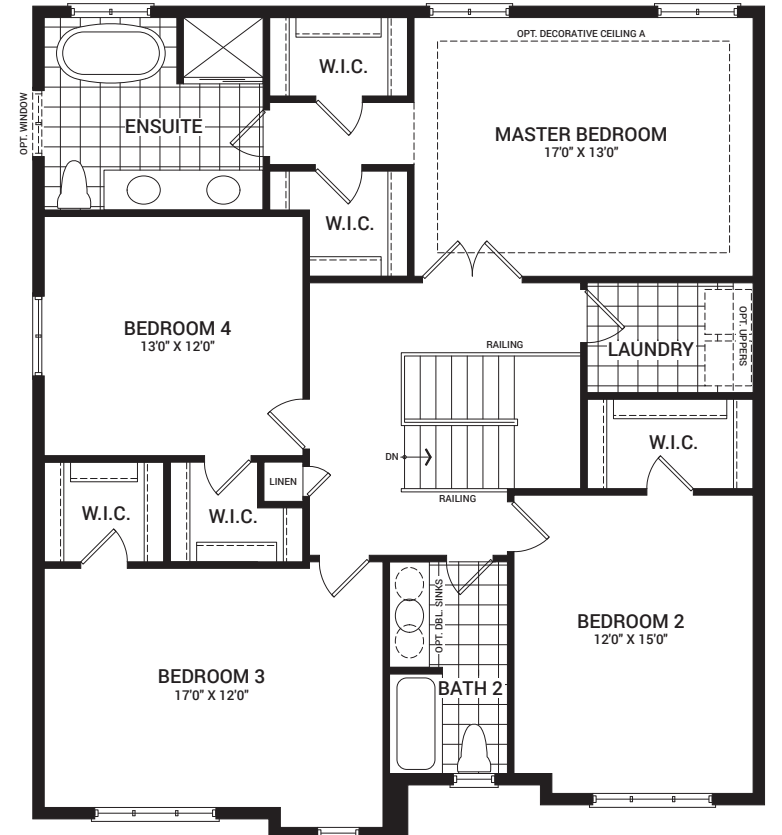 OPT. DECORATIVE CEILING A
W.I.C.
OPT. WINDOW
ENSUITE
MASTER BEDROOM
17'0" X 13'0"
W.I.C.
BEDROOM 4
13'0" X 12'0"
RAILING
LAUNDRY
OPT. UPPERS
W.I.C.
DN
LINEN
RAILING
W.I.C.
W.I.C.
OPT. DBL. SINKS
BEDROOM 2
12'0" X 15'0"
BEDROOM 3
17'0" X 12'0"
BATH 2